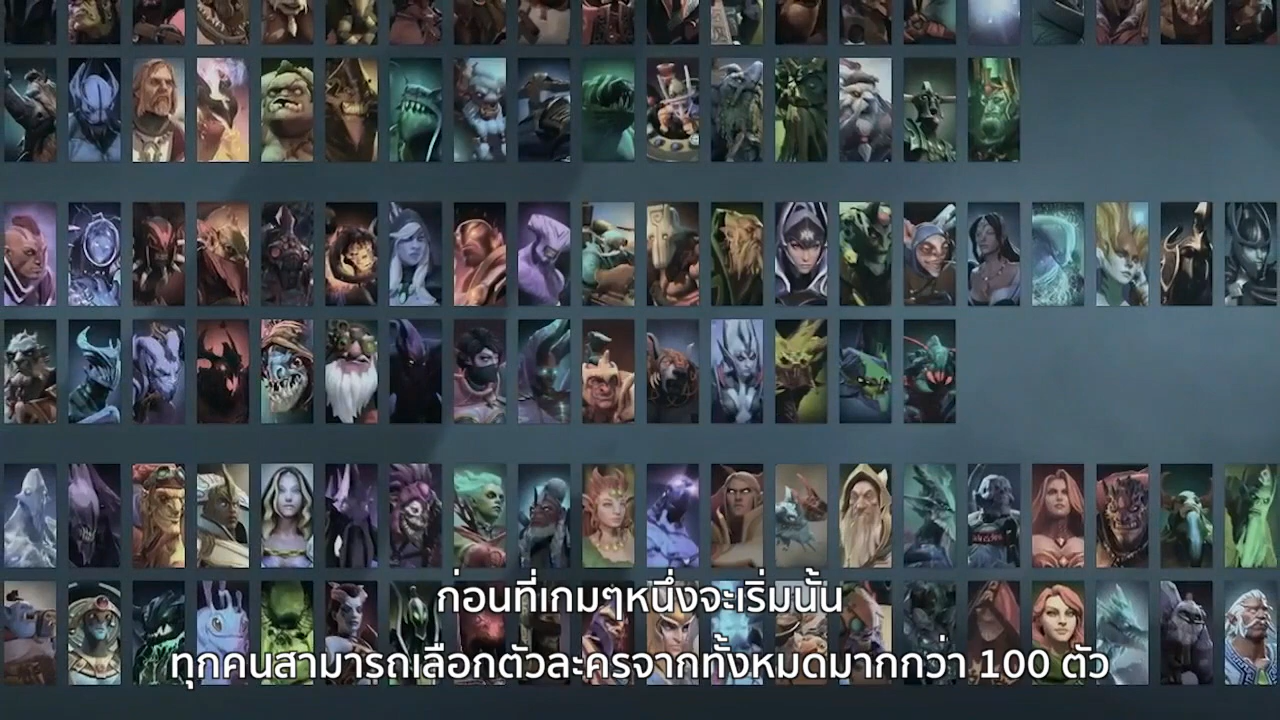 ก่อนที่เกมๆหนึ่งจะเริ่มนั้น
ทุกคนสามารถเลือกตัวละครจากทั้งหมดมากกว่า 100 ตัว